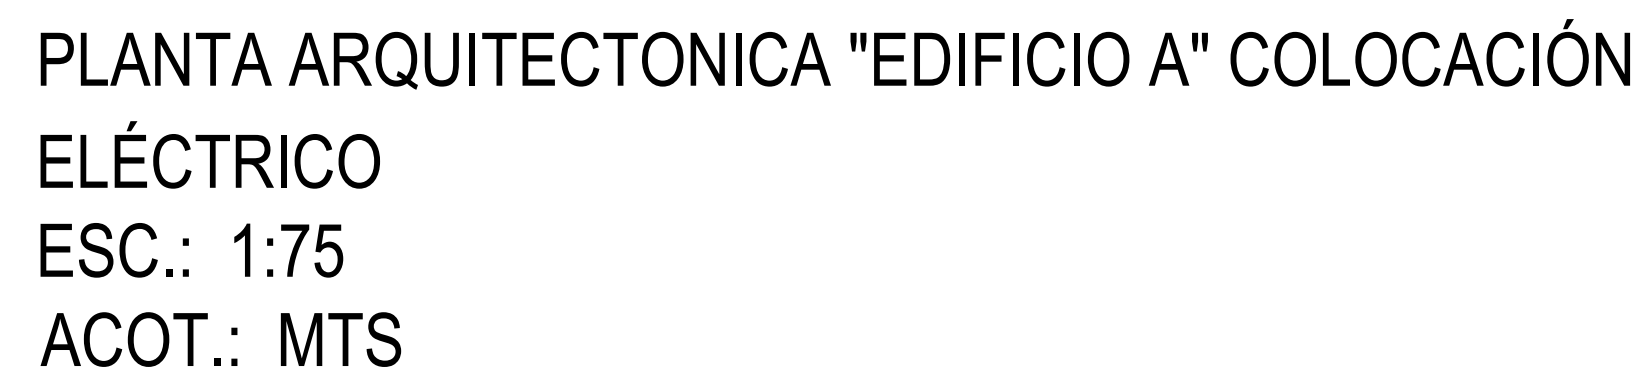 PLANTA ARQUITECTONICA "EDIFICIO A" COLOCACIÓN
ELÉCTRICO
ESC.: 1:75
ACOT.: MTS